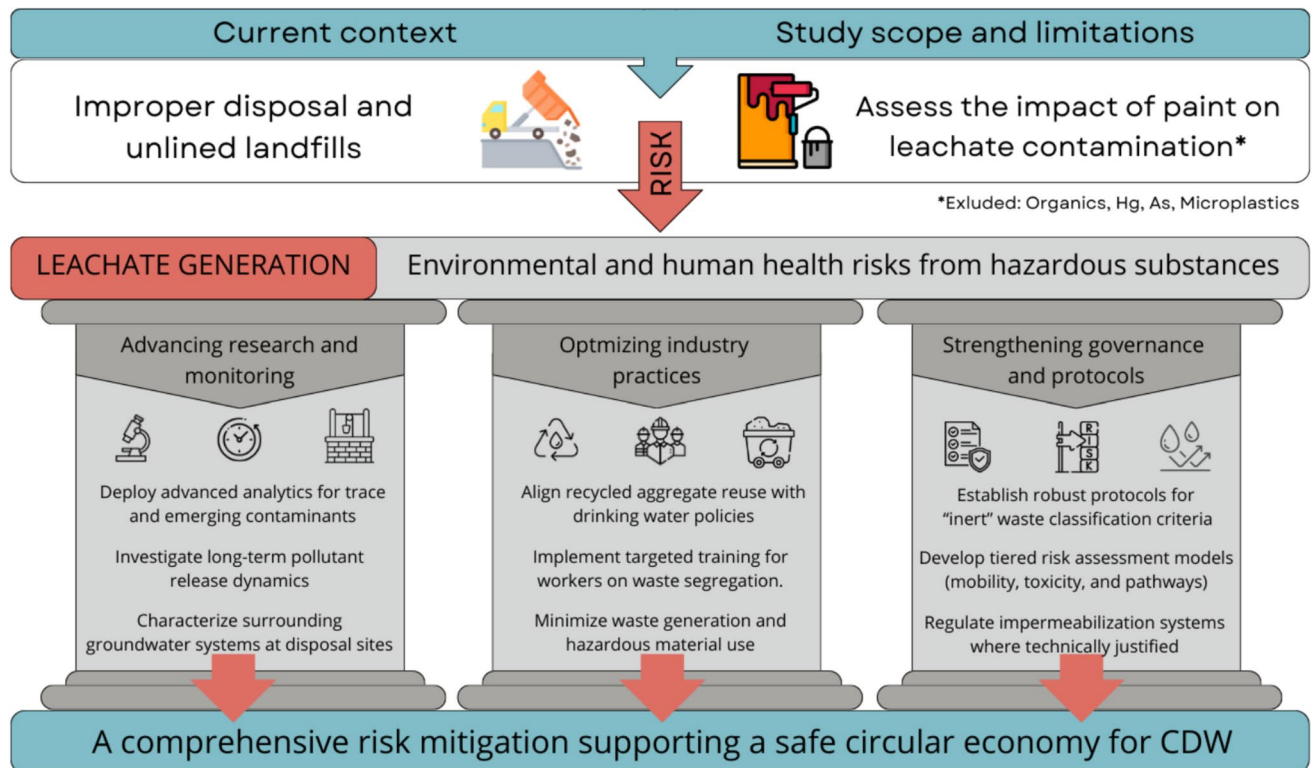 Current context
Study scope and limitations
Improper disposal and
unlined landfills
RISK
Assess the impact of paint on
leachate contamination*
*Exluded: Organics, Hg, As, Microplastics
LEACHATE GENERATION
Environmental and human health risks from hazardous substances
Advancing research and
monitoring
Deploy advanced analytics for trace
and emerging contaminants
Investigate long-term pollutant
release dynamics
Characterize surrounding
groundwater systems at disposal sites
Optmizing industry
practices
Align recycled aggregate reuse with
drinking water policies
Implement targeted training for
workers on waste segregation.
Minimize waste generation and
hazardous material use
Strengthening governance
and protocols
R
I
S
K
Establish robust protocols for
“inert” waste classification criteria
Develop tiered risk assessment models
(mobility, toxicity, and pathways)
Regulate impermeabilization systems
where technically justified
A comprehensive risk mitigation supporting a safe circular economy for CDW